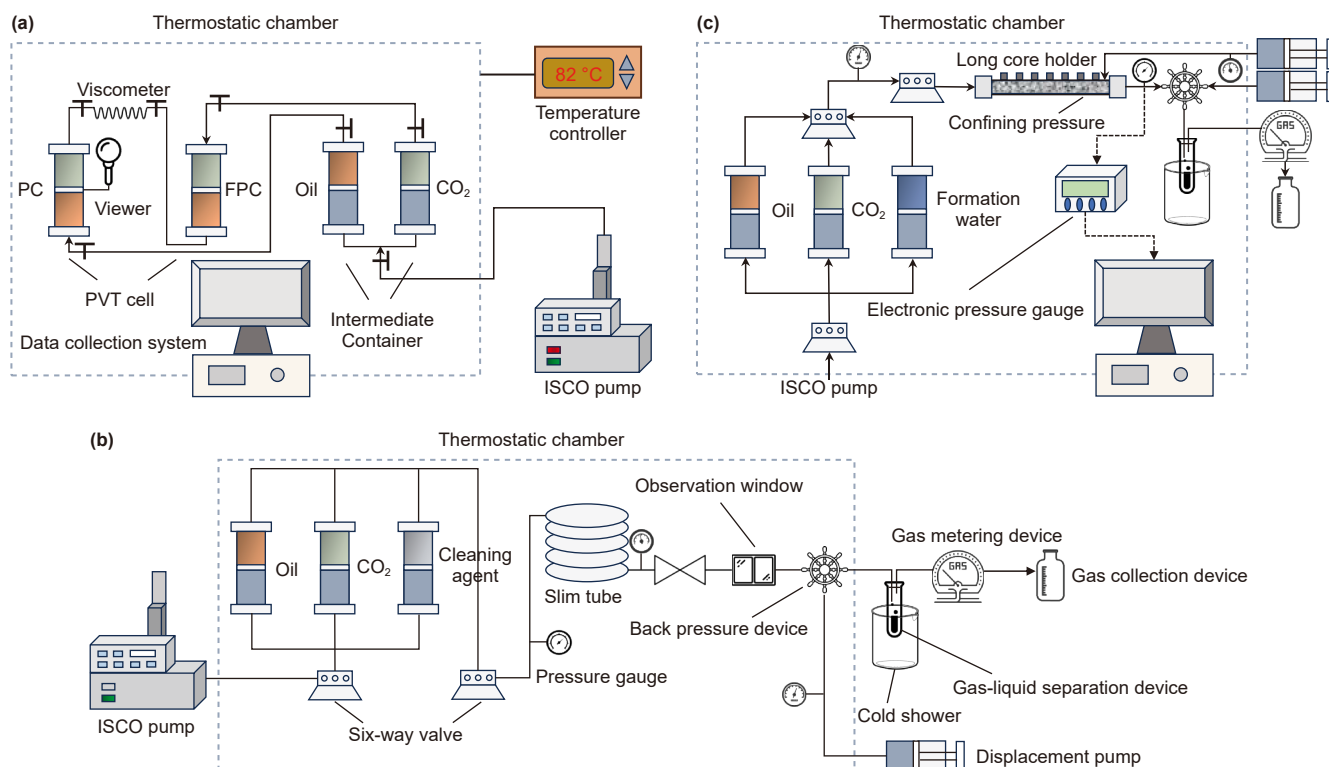 (a)
Thermostatic chamber
82 °C
Temperature
controller
Viscometer
PC
Viewer
FPC
Oil
CO₂
PVT cell
Intermediate
Container
Data collection system
ISCO pump
(c)
Thermostatic chamber
Long core holder
Confining pressure
GAS
Oil
CO₂
Formation
water
Electronic pressure gauge
ISCO pump
(b)
Thermostatic chamber
Observation window
Oil
CO₂
Cleaning
agent
Slim tube
Back pressure device
Gas metering device
GAS
Gas collection device
Pressure gauge
Gas-liquid separation device
Cold shower
ISCO pump
Six-way valve
Displacement pump